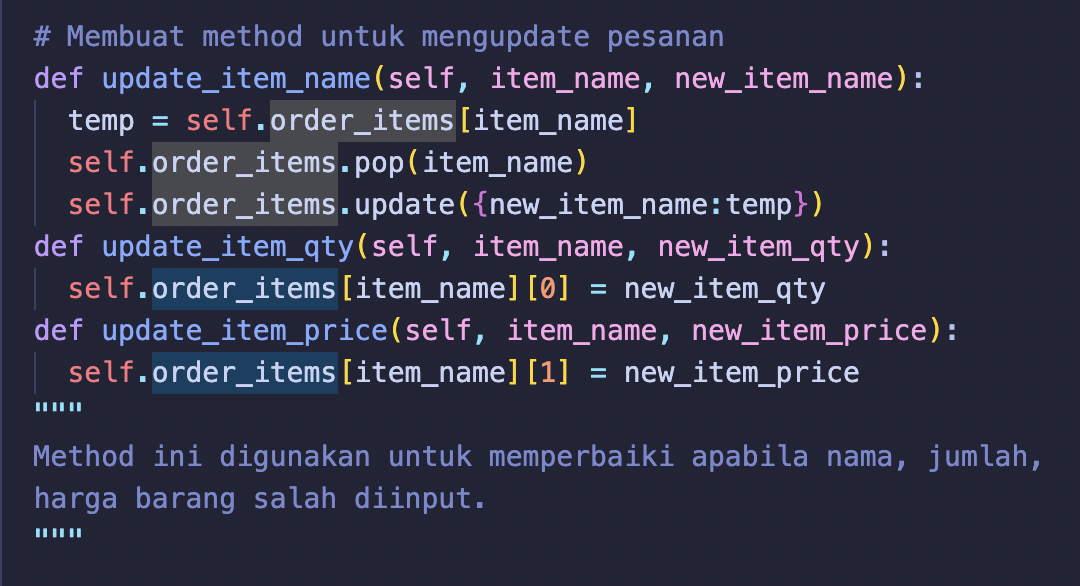 # Membuat method untuk mengupdate pesanan
def update_item_name(self, item_name, new_item_name):
  temp = self.order_items[item_name]
  self.order_items.pop(item_name)
  self.order_items.update({new_item_name:temp})
def update_item_qty(self, item_name, new_item_qty):
  self.order_items[item_name][0] = new_item_qty
def update_item_price(self, item_name, new_item_price):
  self.order_items[item_name][1] = new_item_price
"""
Method ini digunakan untuk memperbaiki apabila nama, jumlah,
harga barang salah diinput.
"""